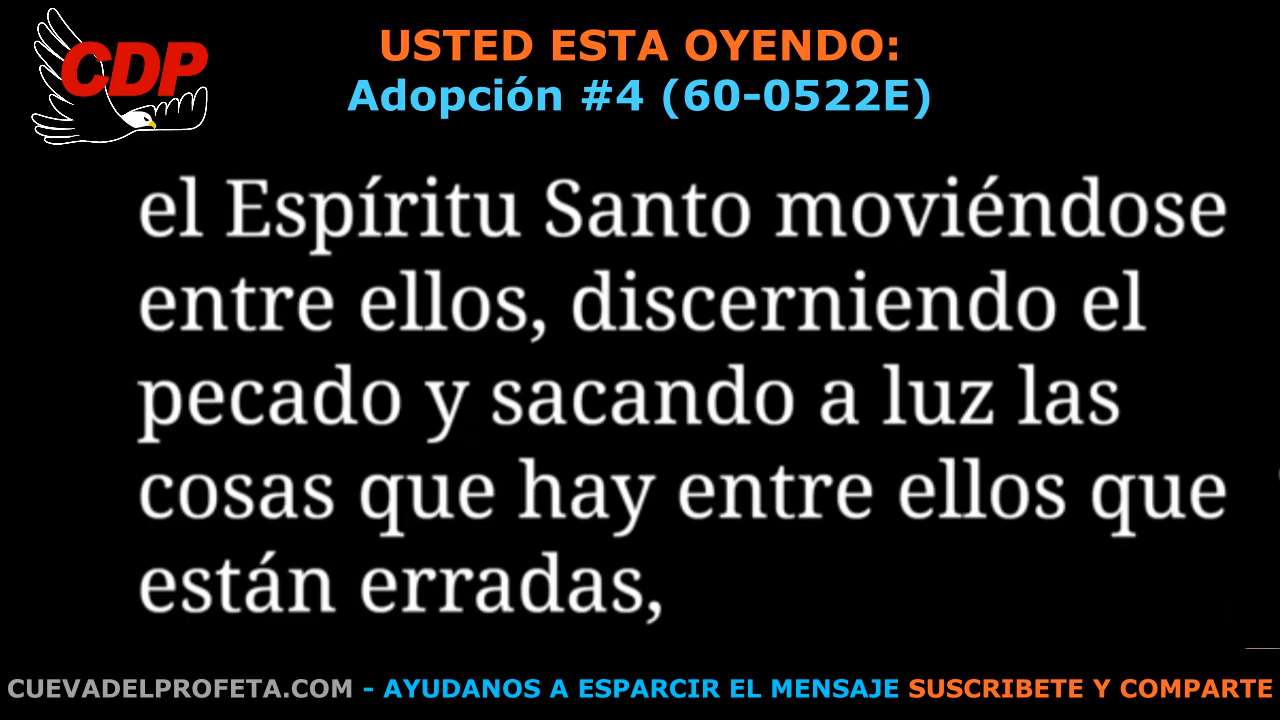 CDP
USTED ESTA OYENDO:
Adopción #4 (60-0522E)
el Espíritu Santo moviéndose
entre ellos, discerniendo el
pecado y sacando a luz las
cosas que hay entre ellos que
están erradas,
CUEVADELPROFETA.COM - AYUDANOS A ESPARCIR EL MENSAJE SUSCRIBETE Y COMPARTE